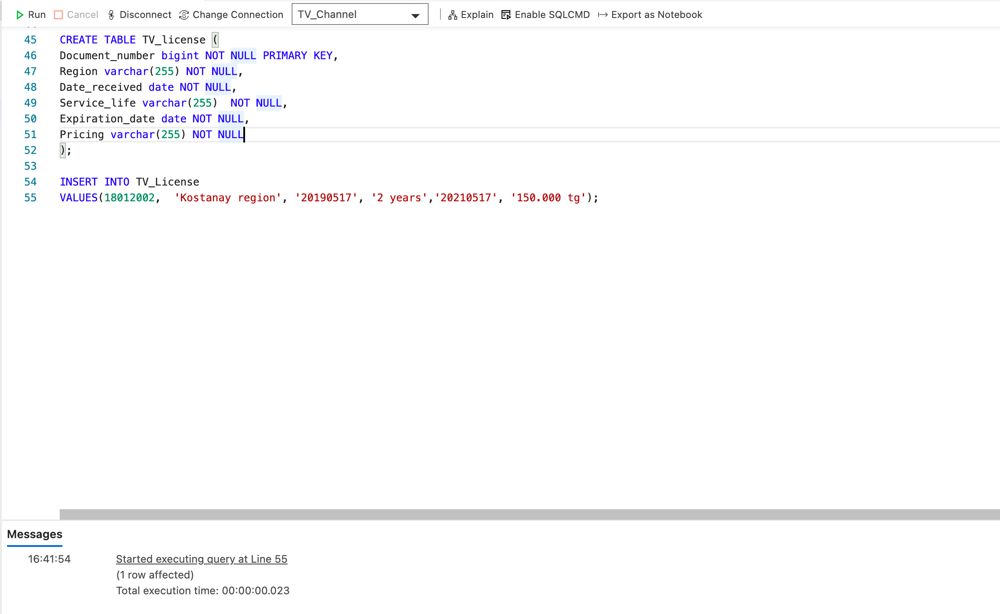 Run Cancel Disconnect Change Connection TV_Channel Explain Enable SQLCMD Export as Notebook
45 CREATE TABLE TV_license (
46 Document_number bigint NOT NULL PRIMARY KEY,
47 Region varchar(255) NOT NULL,
48 Date_received date NOT NULL,
49 Service_life varchar(255)  NOT NULL,
50 Expiration_date date NOT NULL,
51 Pricing varchar(255) NOT NULL
52 );
53
54 INSERT INTO TV_License
55 VALUES(18012002,  'Kostanay region', '20190517', '2 years','20210517', '150.000 tg');
Messages
16:41:54 Started executing query at Line 55
(1 row affected)
Total execution time: 00:00:00.023